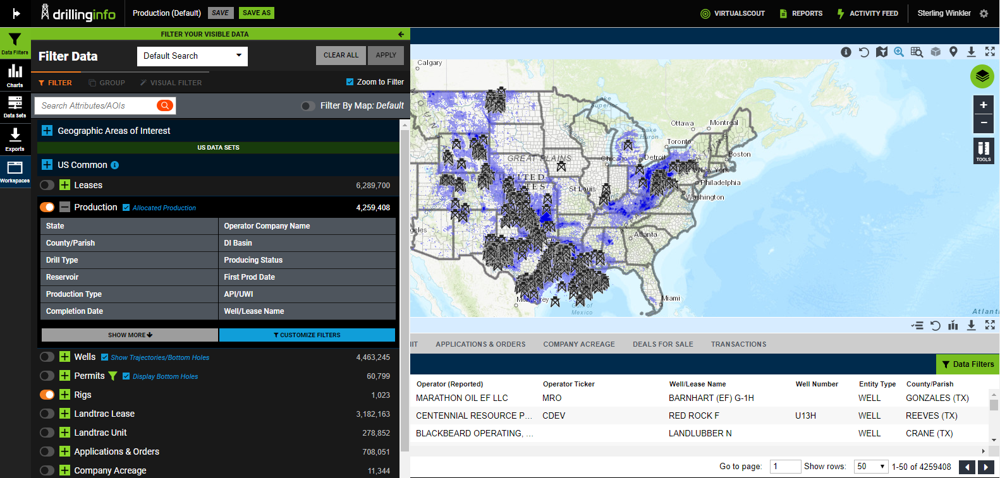 drillinginfo
Production (Default)
SAVE
SAVE AS
VIRTUALSCOUT
REPORTS
ACTIVITY FEED
Sterling Winkler
Data Filters
Charts
Data Sets
Exports
Workspaces
FILTER YOUR VISIBLE DATA
Filter Data
Default Search
CLEAR ALL
APPLY
FILTER
GROUP
VISUAL FILTER
Zoom to Filter
Search Attributes/AOIs
Filter By Map: Default
Geographic Areas of Interest
US DATA SETS
US Common
Leases 6,289,700
Production Allocated Production 4,259,408
State Operator Company Name
County/Parish DI Basin
Drill Type Producing Status
Reservoir First Prod Date
Production Type API/UWI
Completion Date Well/Lease Name
SHOW MORE CUSTOMIZE FILTERS
Wells Show Trajectories/Bottom Holes 4,463,245
Permits Display Bottom Holes 60,799
Rigs 1,023
Landtrac Lease 3,182,163
Landtrac Unit 278,852
Applications & Orders 708,051
Company Acreage 11,344
Calgary
Lake
Superior
Ottawa
Montreal
Lake
Huron
Toronto
Boston
GREAT PLAINS
Chicago
Detroit
New York
Philadelphia
St Louis
Washington
Atlanta
Monterrey
Gulf of
Mexico
Miami
+
−
TOOLS
IIT APPLICATIONS & ORDERS COMPANY ACREAGE DEALS FOR SALE TRANSACTIONS
Data Filters
Operator (Reported) Operator Ticker Well/Lease Name Well Number Entity Type County/Parish
MARATHON OIL EF LLC MRO BARNHART (EF) G-1H WELL GONZALES (TX)
CENTENNIAL RESOURCE P... CDEV RED ROCK F U13H WELL REEVES (TX)
BLACKBEARD OPERATING, ... LANDLUBBER N WELL CRANE (TX)
Go to page: 1 Show rows: 50 1-50 of 4259408